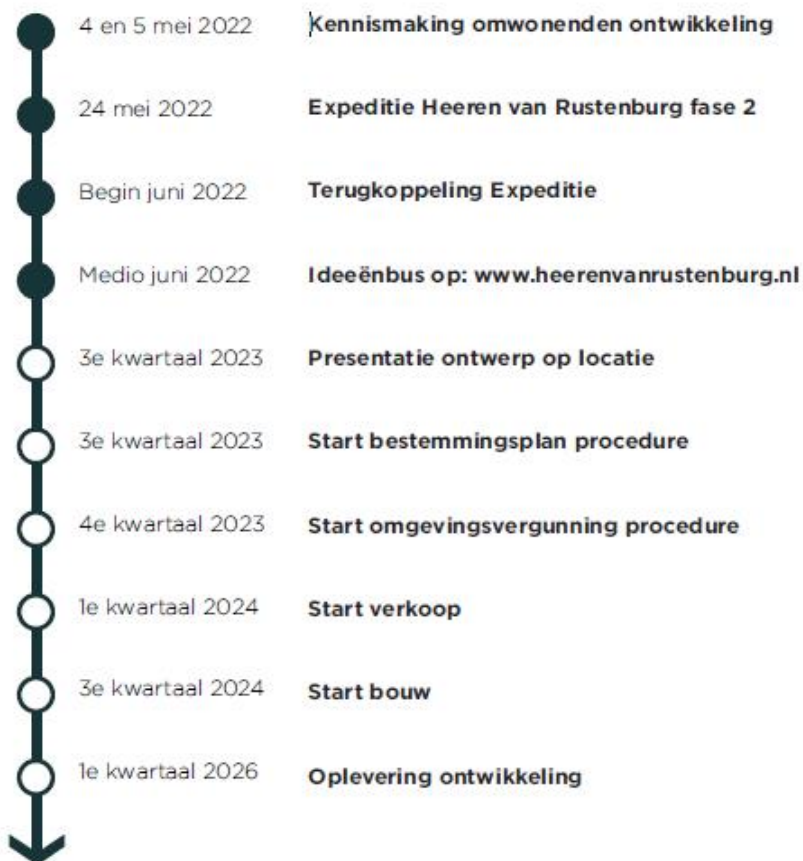 4 en 5 mei 2022 Kennismaking omwonenden ontwikkeling
24 mei 2022 Expeditie Heeren van Rustenburg fase 2
Begin juni 2022 Terugkoppeling Expeditie
Medio juni 2022 Ideeënbus op: www.heerenvanrustenburg.nl
3e kwartaal 2023 Presentatie ontwerp op locatie
3e kwartaal 2023 Start bestemmingsplan procedure
4e kwartaal 2023 Start omgevingsvergunning procedure
1e kwartaal 2024 Start verkoop
3e kwartaal 2024 Start bouw
1e kwartaal 2026 Oplevering ontwikkeling